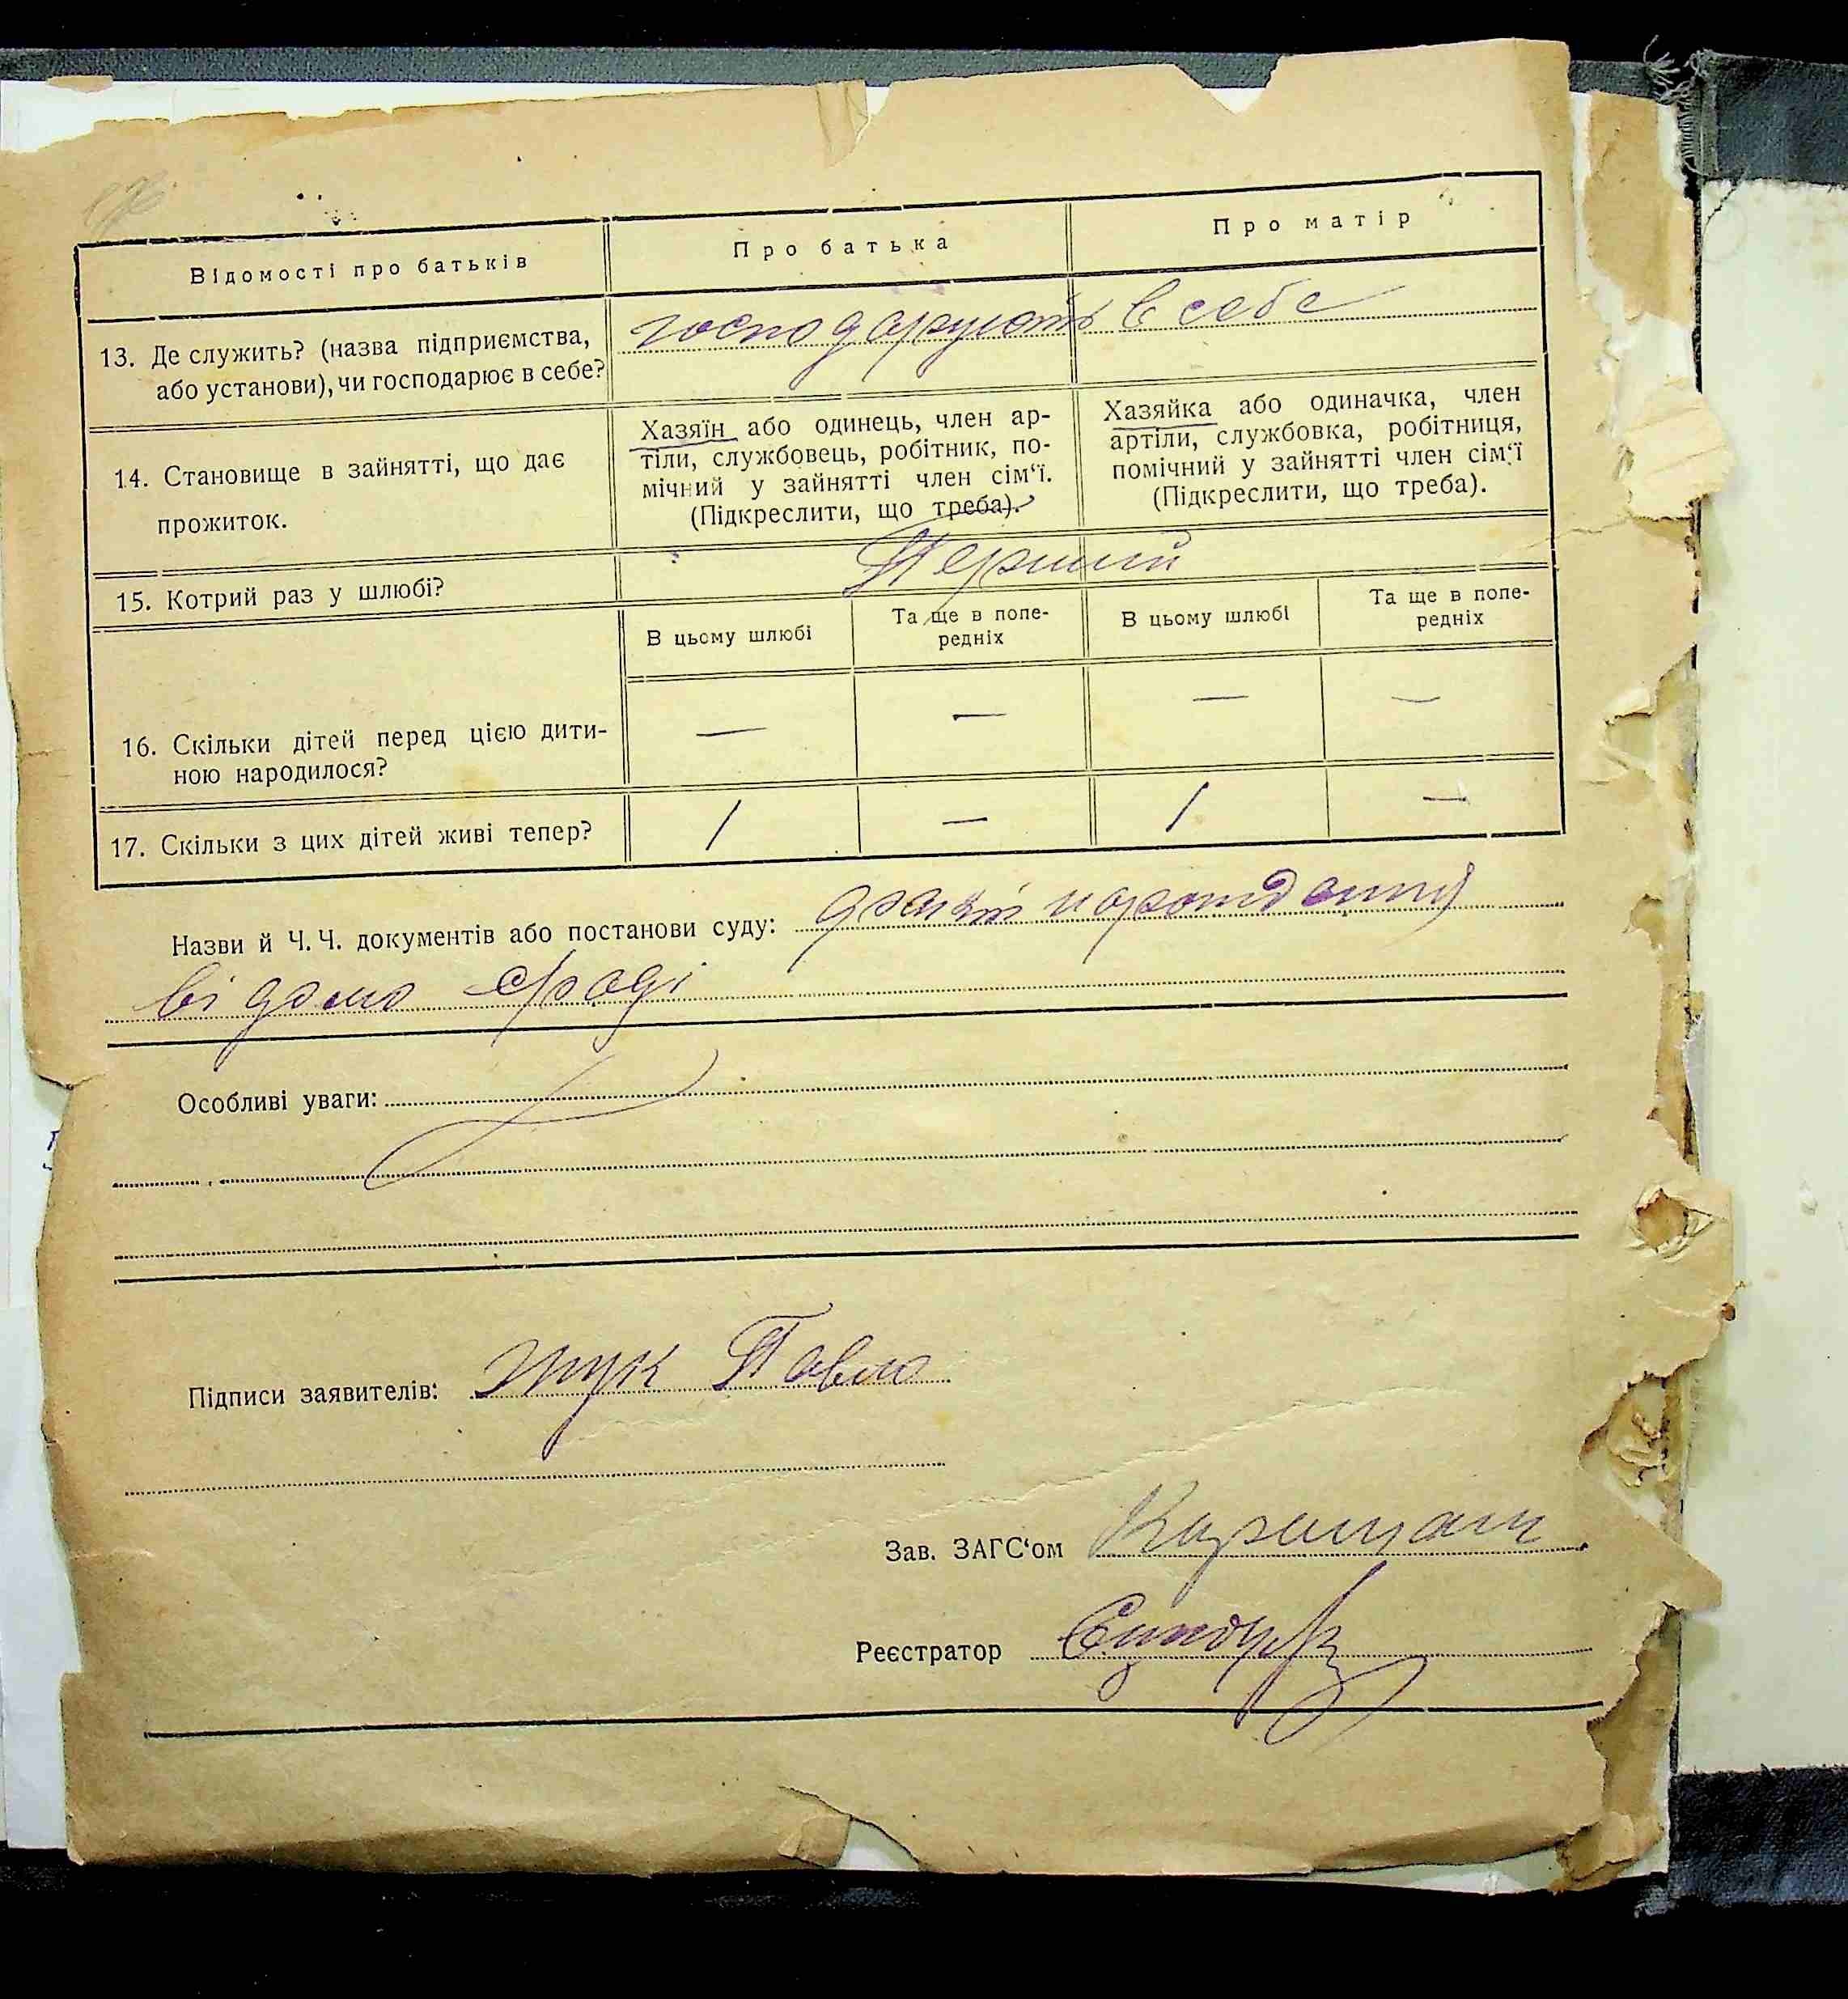 Відомості про батьків
Про батька
Про матір
13. Де служить? (назва підприємства,
або установи), чи господарює в себе?
господарують в себе
14. Становище в зайнятті, що дає
прожиток.
Хазяїн або одинець, член ар-
тіли, службовець, робітник, по-
мічний у зайнятті член сім‘ї.
(Підкреслити, що треба).
Хазяйка або одиначка, член
артіли, службовка, робітниця,
помічний у зайнятті член сім‘ї
(Підкреслити, що треба).
15. Котрий раз у шлюбі?
Перший
В цьому шлюбі
Та ще в попе-
редніх
В цьому шлюбі
Та ще в попе-
редніх
16. Скільки дітей перед цією дити-
ною народилося?
— — — —
17. Скільки з цих дітей живі тепер?
1 — 1 —
Назви й Ч. Ч. документів або постанови суду: факт народження
відомо сраді
Особливі уваги:
Підписи заявителів: Жук Павло
Зав. ЗАГС‘ом
Реєстратор